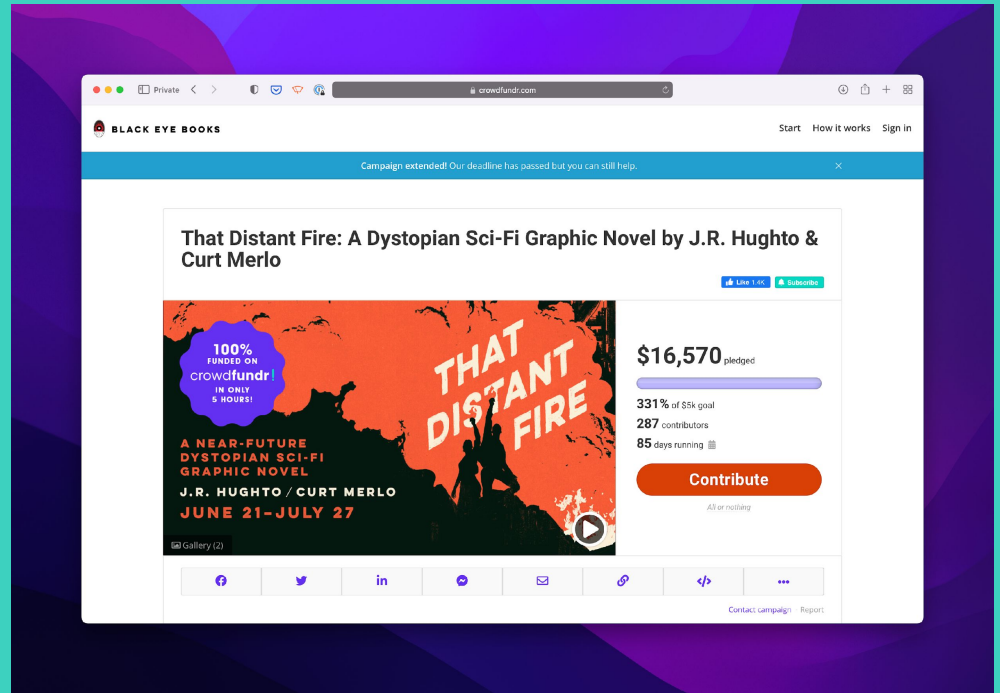 Private
crowdfundr.com
BLACK EYE BOOKS
Start How it works Sign in
Campaign extended! Our deadline has passed but you can still help.
That Distant Fire: A Dystopian Sci-Fi Graphic Novel by J.R. Hughto &
Curt Merlo
Like 1.4K Subscribe
100%
FUNDED ON
crowdfundr!
IN ONLY
5 HOURS!
THAT
DISTANT
FIRE
A NEAR-FUTURE
DYSTOPIAN SCI-FI
GRAPHIC NOVEL
J.R. HUGHTO / CURT MERLO
JUNE 21–JULY 27
Gallery (2)
$16,570 pledged
331% of $5k goal
287 contributors
85 days running
Contribute
All or nothing
Contact campaign Report